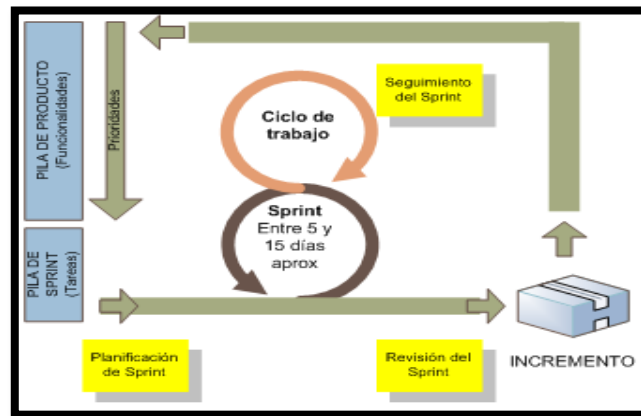 PILA DE PRODUCTO
(Funcionalidades)
Prioridades
Seguimiento
del Sprint
Ciclo de
trabajo
Sprint
Entre 5 y
15 días
aprox
PILA DE
SPRINT
(Tareas)
Planificación
de Sprint
Revisión del
Sprint
INCREMENTO